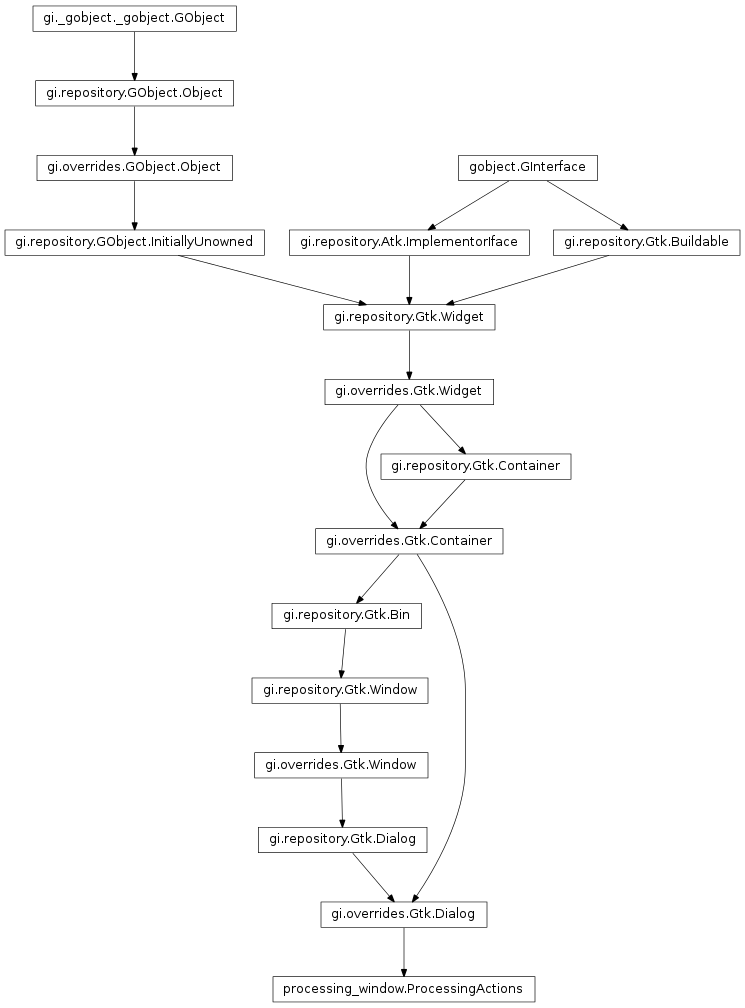 gi._gobject._gobject.GObject
gi.repository.GObject.Object
gi.overrides.GObject.Object
gobject.GInterface
gi.repository.GObject.InitiallyUnowned
gi.repository.Atk.ImplementorIface
gi.repository.Gtk.Buildable
gi.repository.Gtk.Widget
gi.overrides.Gtk.Widget
gi.repository.Gtk.Container
gi.overrides.Gtk.Container
gi.repository.Gtk.Bin
gi.repository.Gtk.Window
gi.overrides.Gtk.Window
gi.repository.Gtk.Dialog
gi.overrides.Gtk.Dialog
processing_window.ProcessingActions